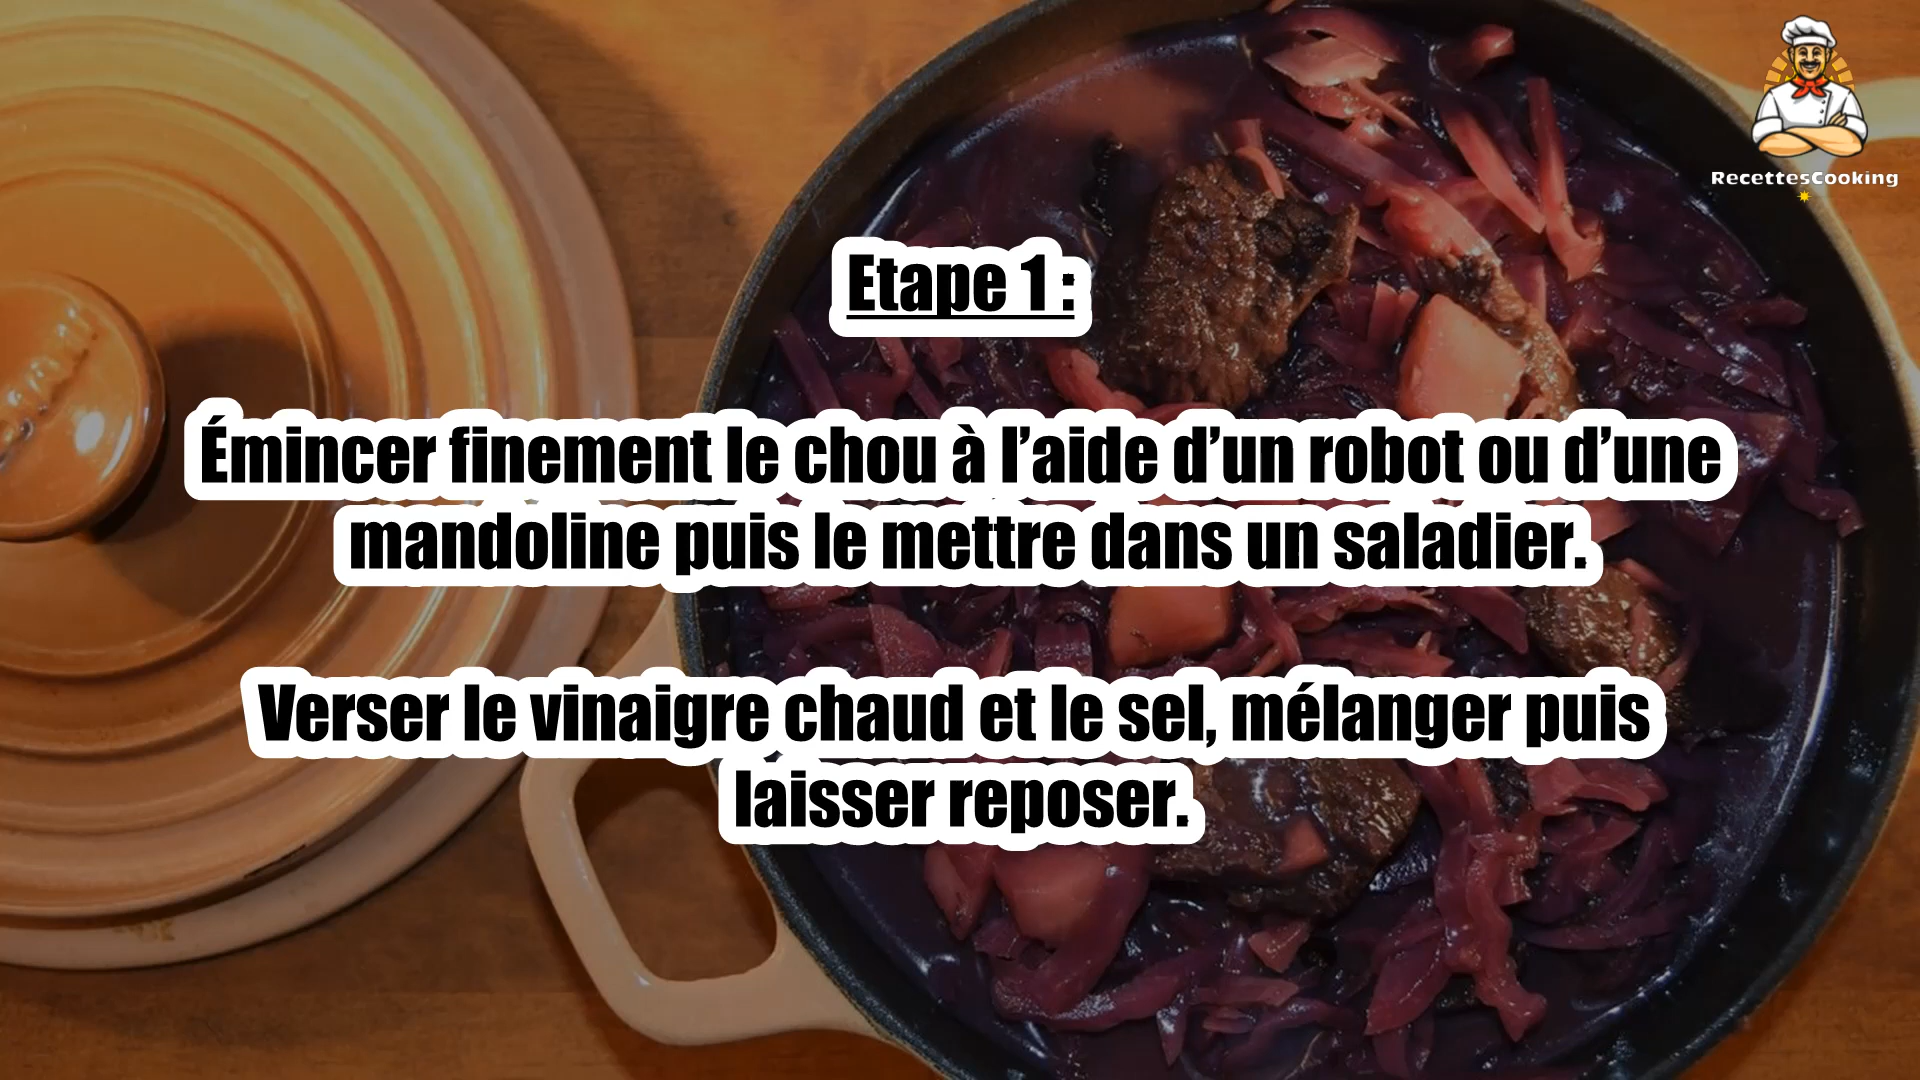 RecettesCooking
Etape 1 :
Émincer finement le chou à l’aide d’un robot ou d’une
mandoline puis le mettre dans un saladier.
Verser le vinaigre chaud et le sel, mélanger puis
laisser reposer.